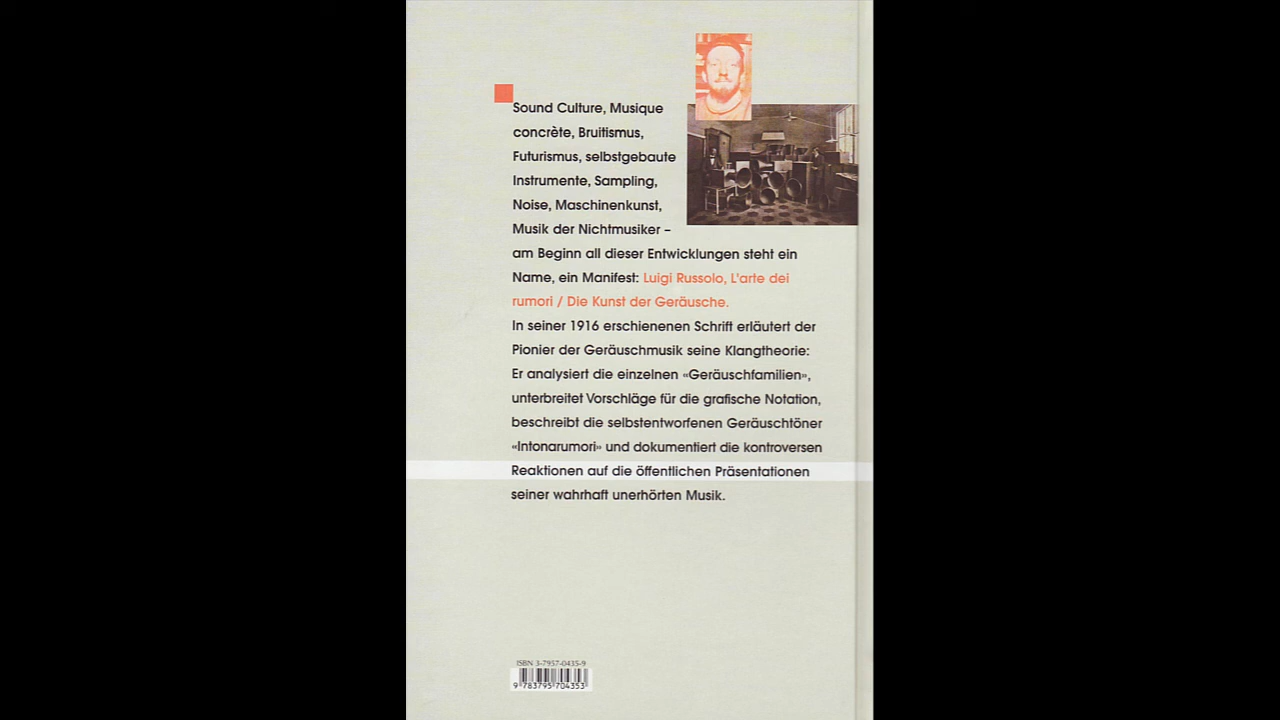 Sound Culture, Musique
concrète, Bruitismus,
Futurismus, selbstgebaute
Instrumente, Sampling,
Noise, Maschinenkunst,
Musik der Nichtmusiker –
am Beginn all dieser Entwicklungen steht ein
Name, ein Manifest: Luigi Russolo, L'arte dei
rumori / Die Kunst der Geräusche.
In seiner 1916 erschienenen Schrift erläutert der
Pionier der Geräuschmusik seine Klangtheorie:
Er analysiert die einzelnen «Geräuschfamilien»,
unterbreitet Vorschläge für die grafische Notation,
beschreibt die selbstentworfenen Geräuschtöner
«Intonarumori» und dokumentiert die kontroversen
Reaktionen auf die öffentlichen Präsentationen
seiner wahrhaft unerhörten Musik.
ISBN 3-7957-0435-9
9 783795 704353